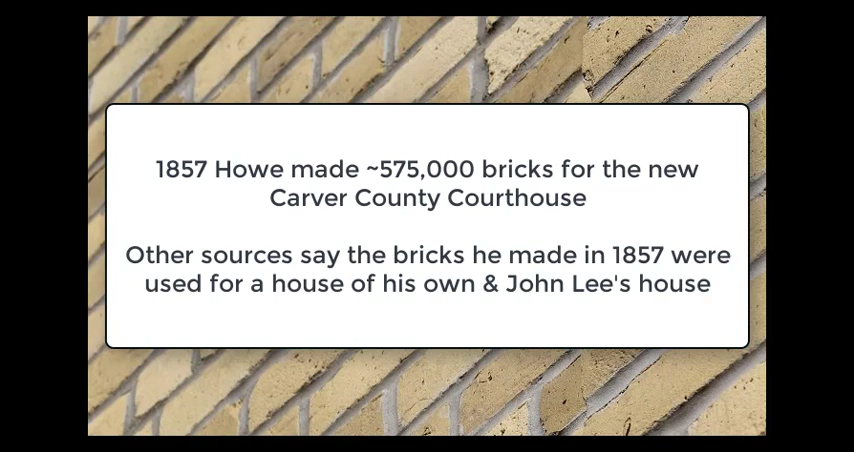 1857 Howe made ~575,000 bricks for the new
Carver County Courthouse
Other sources say the bricks he made in 1857 were
used for a house of his own & John Lee's house